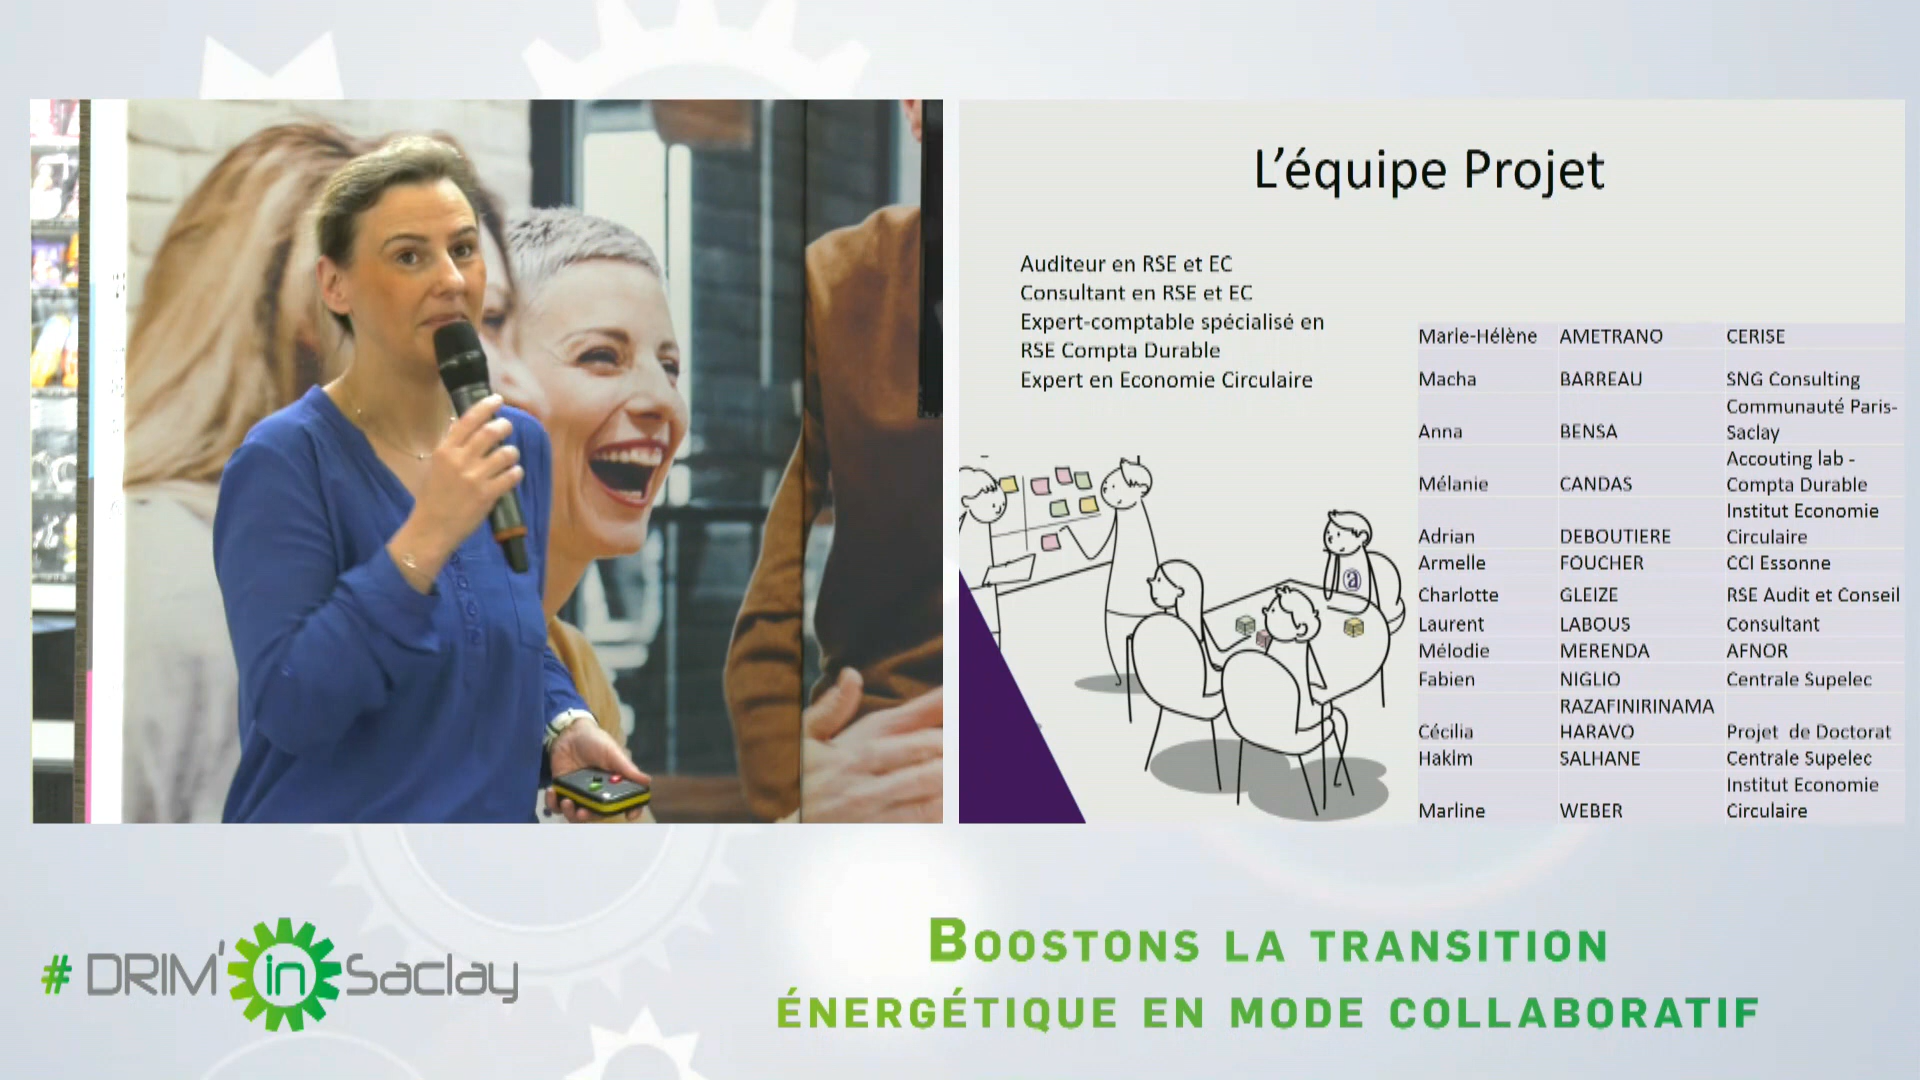 L'équipe Projet
Auditeur en RSE et EC
Consultant en RSE et EC
Expert-comptable spécialisé en
RSE Compta Durable
Expert en Economie Circulaire
Marie-Hélène AMETRANO CERISE
Macha BARREAU SNG Consulting
Anna BENSA Communauté Paris-
Saclay
Mélanie CANDAS Accouting lab -
Compta Durable
Adrian DEBOUTIERE Institut Economie
Circulaire
Armelle FOUCHER CCI Essonne
Charlotte GLEIZE RSE Audit et Conseil
Laurent LABOUS Consultant
Mélodie MERENDA AFNOR
Fabien NIGLIO Centrale Supelec
Cécilia RAZAFINIRINAMA
HARAVO Projet de Doctorat
Hakim SALHANE Centrale Supelec
Marline WEBER Institut Economie
Circulaire
# DRIM'in Saclay
BOOSTONS LA TRANSITION
ÉNERGÉTIQUE EN MODE COLLABORATIF